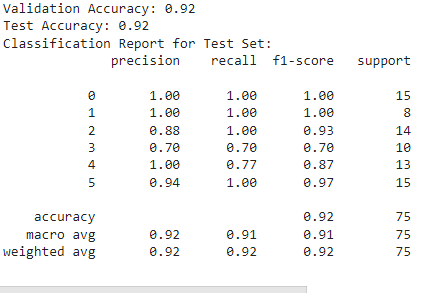 Validation Accuracy: 0.92
Test Accuracy: 0.92
Classification Report for Test Set:
precision recall f1-score support
0 1.00 1.00 1.00 15
1 1.00 1.00 1.00 8
2 0.88 1.00 0.93 14
3 0.70 0.70 0.70 10
4 1.00 0.77 0.87 13
5 0.94 1.00 0.97 15
accuracy 0.92 75
macro avg 0.92 0.91 0.91 75
weighted avg 0.92 0.92 0.92 75